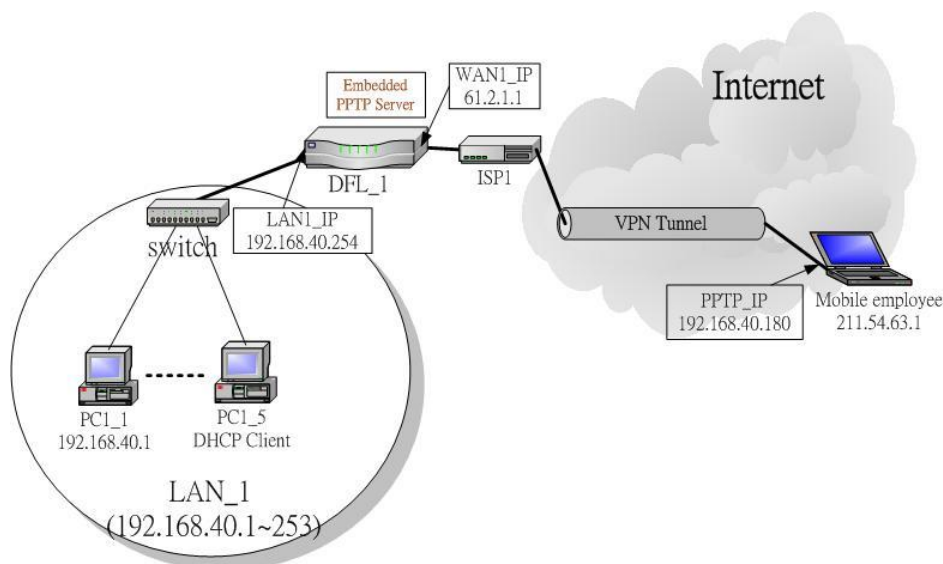 Embedded
PPTP Server
WAN1_IP
61.2.1.1
Internet
DFL_1
ISP1
switch
LAN1_IP
192.168.40.254
VPN Tunnel
PPTP_IP
192.168.40.180
Mobile employee
211.54.63.1
PC1_1
192.168.40.1
PC1_5
DHCP Client
LAN_1
(192.168.40.1~253)